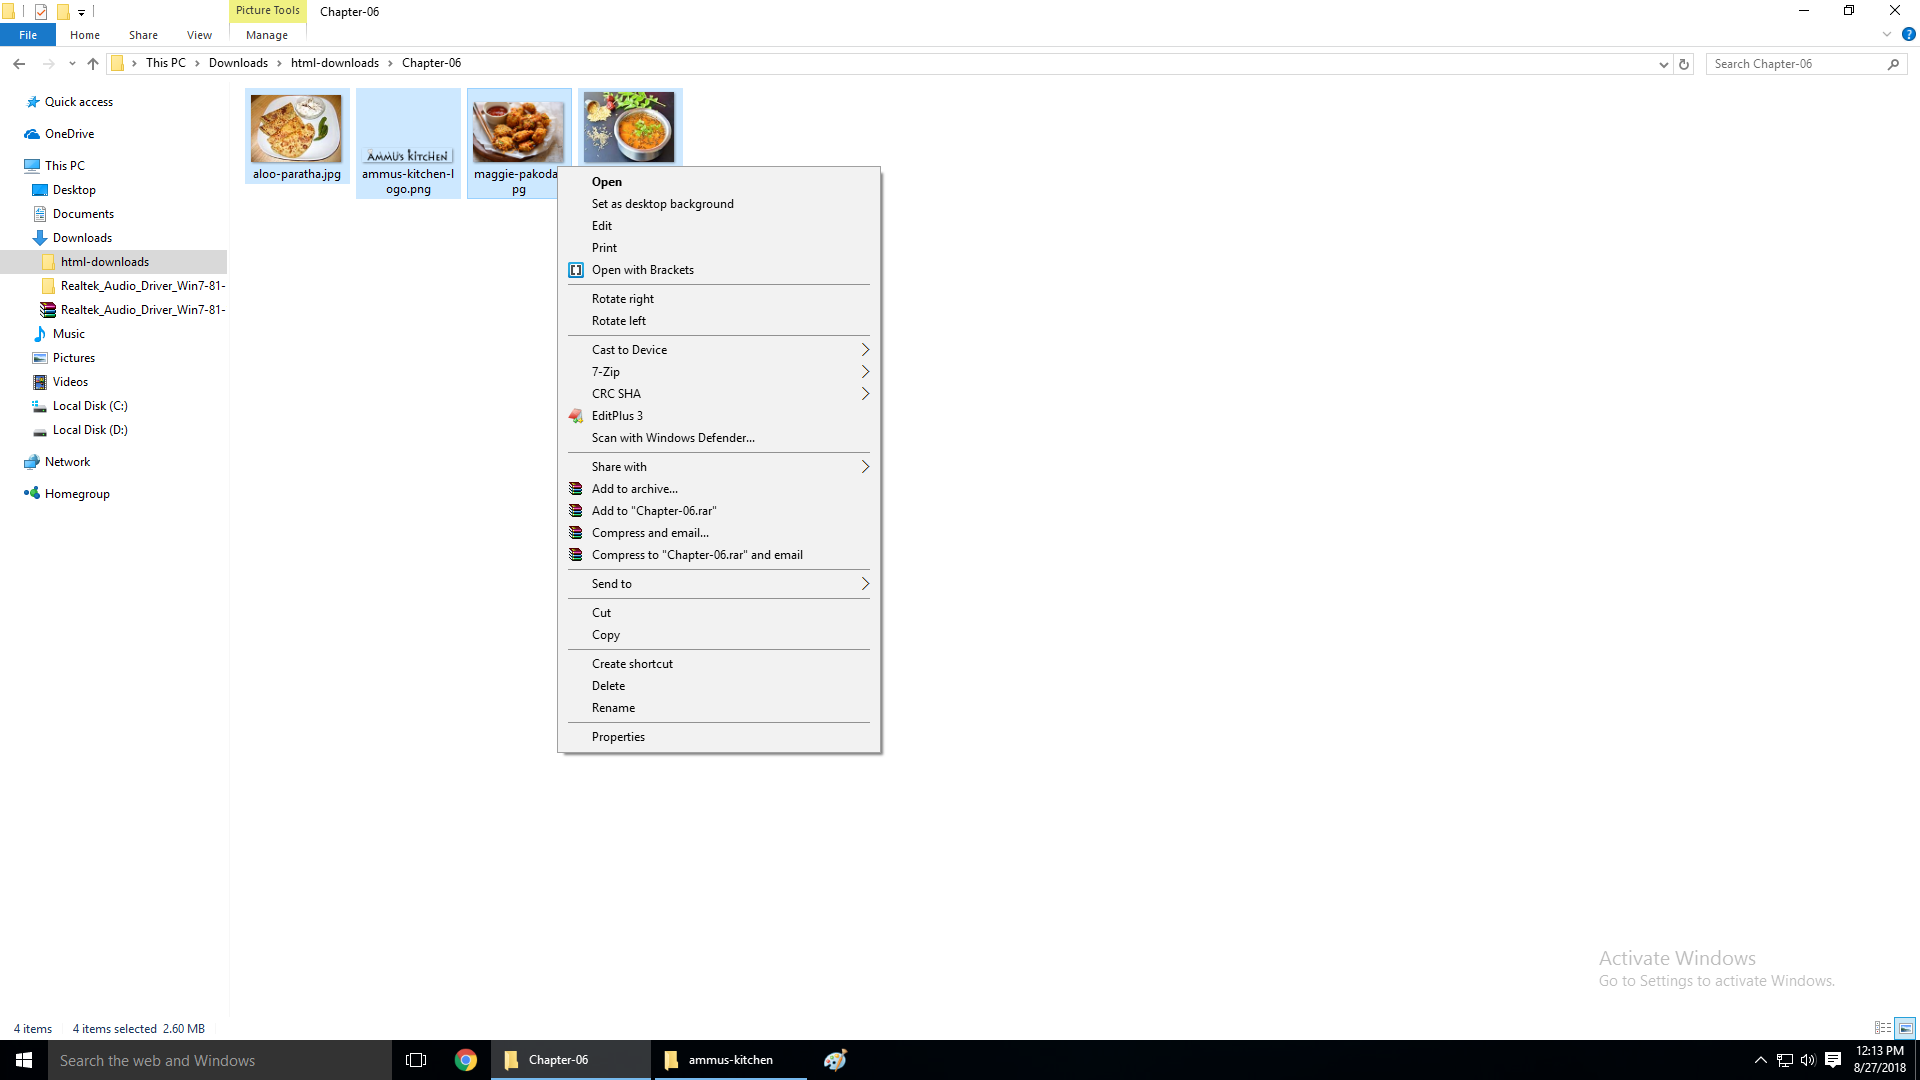 Picture Tools
Chapter-06
File
Home
Share
View
Manage
This PC
Downloads
html-downloads
Chapter-06
Search Chapter-06
Quick access
OneDrive
This PC
Desktop
Documents
Downloads
html-downloads
Realtek_Audio_Driver_Win7-81-
Realtek_Audio_Driver_Win7-81-
Music
Pictures
Videos
Local Disk (C:)
Local Disk (D:)
Network
Homegroup
AMMU's KITCHEN
aloo-paratha.jpg
ammus-kitchen-l
ogo.png
maggie-pakoda
pg
Open
Set as desktop background
Edit
Print
Open with Brackets
Rotate right
Rotate left
Cast to Device
7-Zip
CRC SHA
EditPlus 3
Scan with Windows Defender...
Share with
Add to archive...
Add to "Chapter-06.rar"
Compress and email...
Compress to "Chapter-06.rar" and email
Send to
Cut
Copy
Create shortcut
Delete
Rename
Properties
Activate Windows
Go to Settings to activate Windows.
4 items
4 items selected 2.60 MB
Search the web and Windows
Chapter-06
ammus-kitchen
12:13 PM
8/27/2018